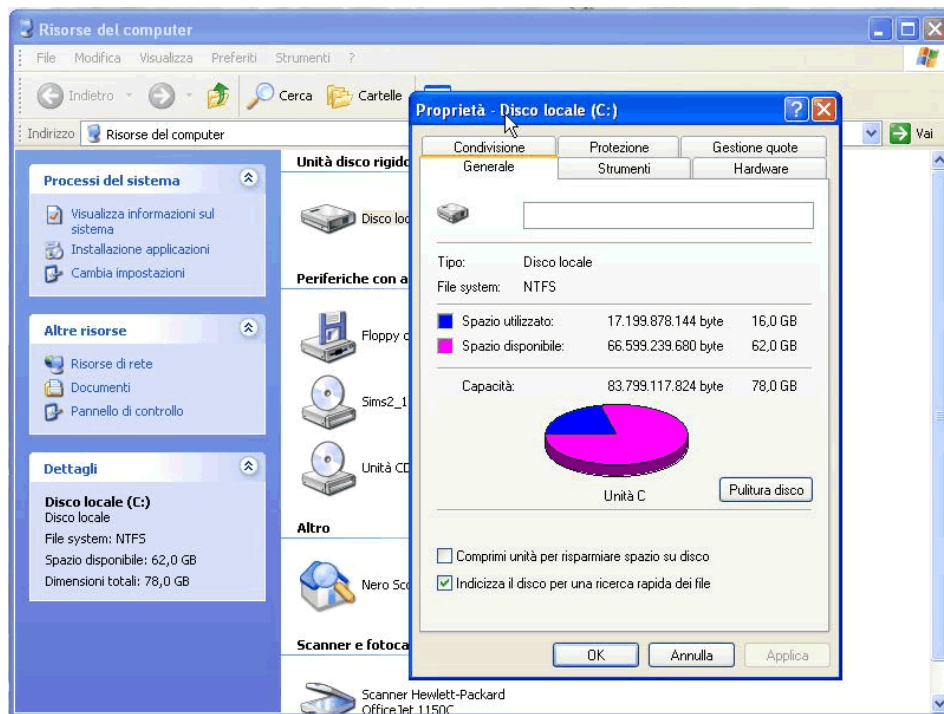 Risorse del computer
File Modifica Visualizza Preferiti Strumenti ?
Indietro Cerca Cartelle
Indirizzo Risorse del computer Vai
Processi del sistema
Visualizza informazioni sul
sistema
Installazione applicazioni
Cambia impostazioni
Altre risorse
Risorse di rete
Documenti
Pannello di controllo
Dettagli
Disco locale (C:)
Disco locale
File system: NTFS
Spazio disponibile: 62,0 GB
Dimensioni totali: 78,0 GB
Unità disco rigido
Disco loc
Periferiche con a
Floppy d
Sims2_1
Unità CD
Altro
Nero Sco
Scanner e fotoca
Scanner Hewlett-Packard
OfficeJet 1150C
Proprietà - Disco locale (C:)
Condivisione Protezione Gestione quote
Generale Strumenti Hardware
Tipo: Disco locale
File system: NTFS
Spazio utilizzato: 17.199.878.144 byte 16,0 GB
Spazio disponibile: 66.599.239.680 byte 62,0 GB
Capacità: 83.799.117.824 byte 78,0 GB
Unità C
Pulitura disco
Comprimi unità per risparmiare spazio su disco
Indicizza il disco per una ricerca rapida dei file
OK Annulla Applica